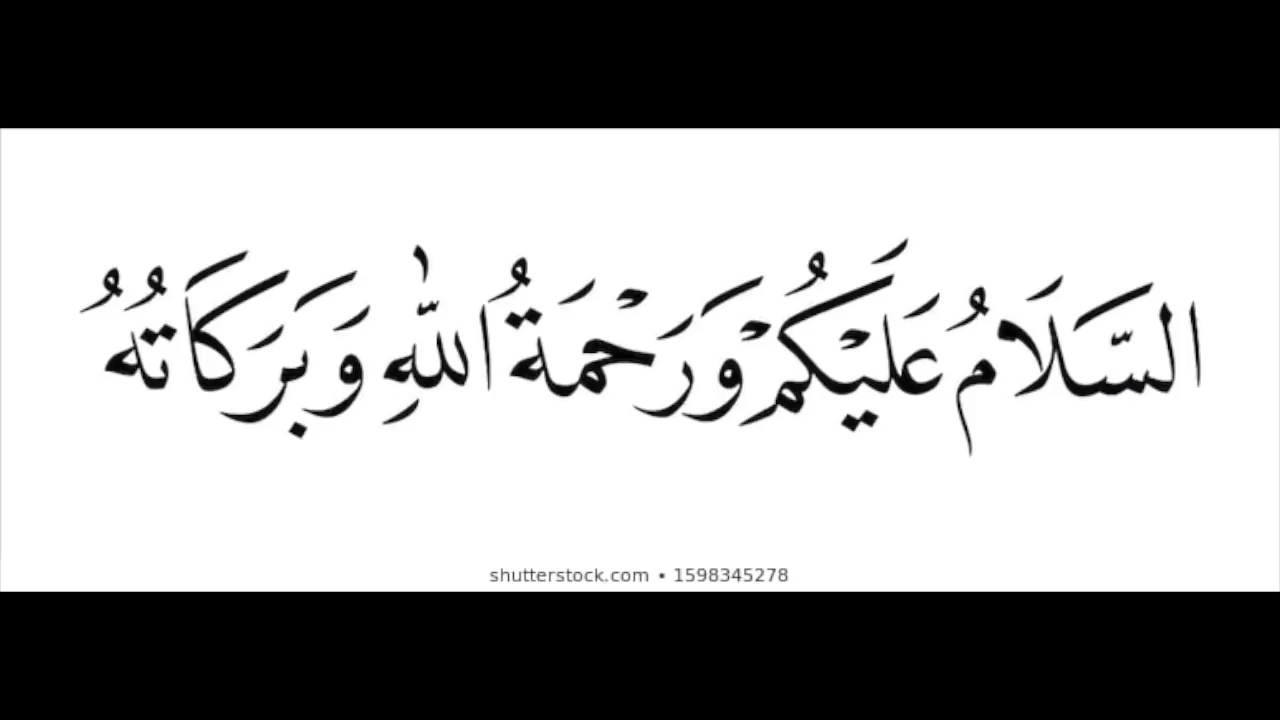 السَّلَامُ عَلَيْكُمْ وَرَحْمَةُ اللهِ وَبَرَكَاتُهُ
shutterstock.com • 1598345278